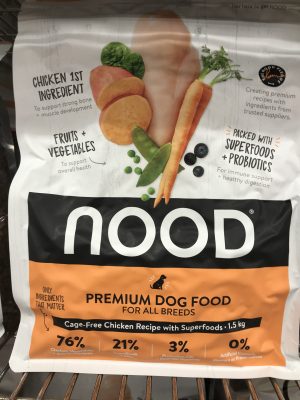 CHICKEN 1ST
INGREDIENT
To support strong bone
+ muscle development
Creating premium
recipes with
ingredients from
trusted suppliers.
FRUITS +
VEGETABLES
To support
overall health
PACKED WITH
SUPERFOODS
+ PROBIOTICS
For immune support
+ healthy digestion
NOOD®
ONLY
INGREDIENTS
THAT MATTER
PREMIUM DOG FOOD
FOR ALL BREEDS
Cage-Free Chicken Recipe with Superfoods • 1.5 kg
76% 21% 3% 0%